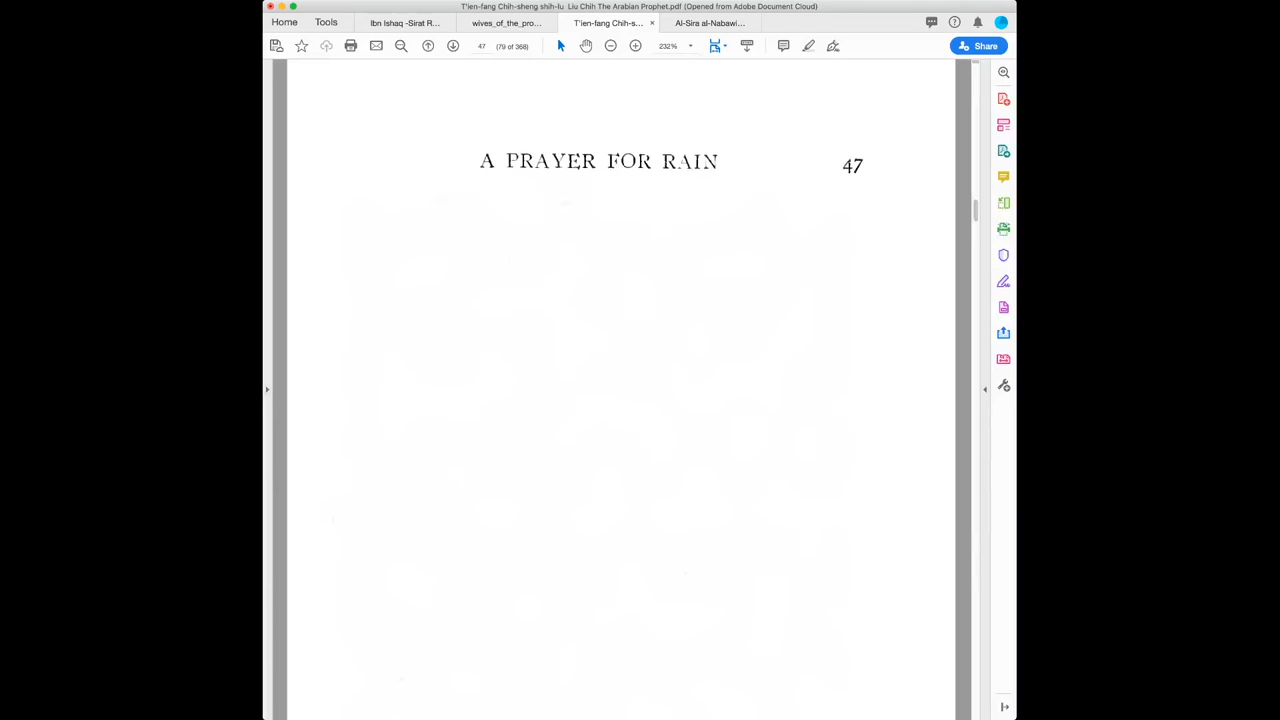 T'ien-fang Chih-sheng shih-lu Liu Chih The Arabian Prophet.pdf (Opened from Adobe Document Cloud)
Home Tools Ibn Ishaq -Sirat R... wives_of_the_pro... T'ien-fang Chih-s... × Al-Sira al-Nabawi...
47 (79 of 368) 232% Share
A PRAYER FOR RAIN 47